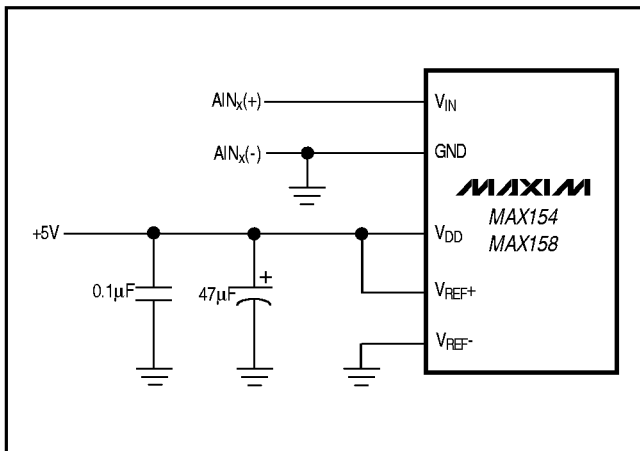 AINx(+)
VIN
AINx(-)
GND
MAXIM
MAX154
MAX158
+5V
VDD
0.1µF
47µF
+
VREF+
VREF-